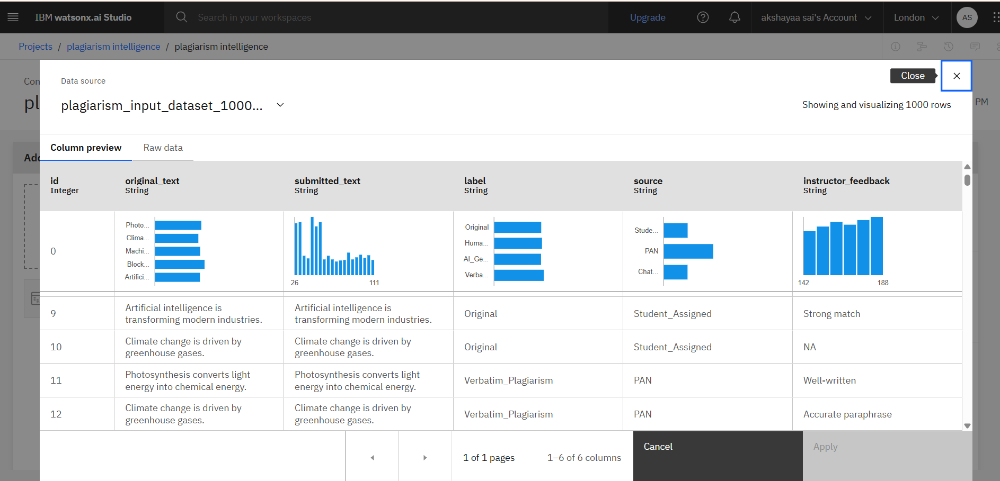 IBM watsonx.ai Studio
Search in your workspaces
Upgrade
akshayaa sai's Account
London
AS
Projects / plagiarism intelligence / plagiarism intelligence
Con
pl
PM
Add
Data source
Close
plagiarism_input_dataset_1000...
Showing and visualizing 1000 rows
Column preview
Raw data
id
Integer
original_text
String
submitted_text
String
label
String
source
String
instructor_feedback
String
0
Photo...
Clima...
Machi...
Block...
Artifici...
26
111
Original
Huma...
AI_Ge...
Verba...
Stude...
PAN
Chat...
142
188
9
Artificial intelligence is
transforming modern industries.
Artificial intelligence is
transforming modern industries.
Original
Student_Assigned
Strong match
10
Climate change is driven by
greenhouse gases.
Climate change is driven by
greenhouse gases.
Original
Student_Assigned
NA
11
Photosynthesis converts light
energy into chemical energy.
Photosynthesis converts light
energy into chemical energy.
Verbatim_Plagiarism
PAN
Well-written
12
Climate change is driven by
greenhouse gases.
Climate change is driven by
greenhouse gases.
Verbatim_Plagiarism
PAN
Accurate paraphrase
1 of 1 pages
1–6 of 6 columns
Cancel
Apply